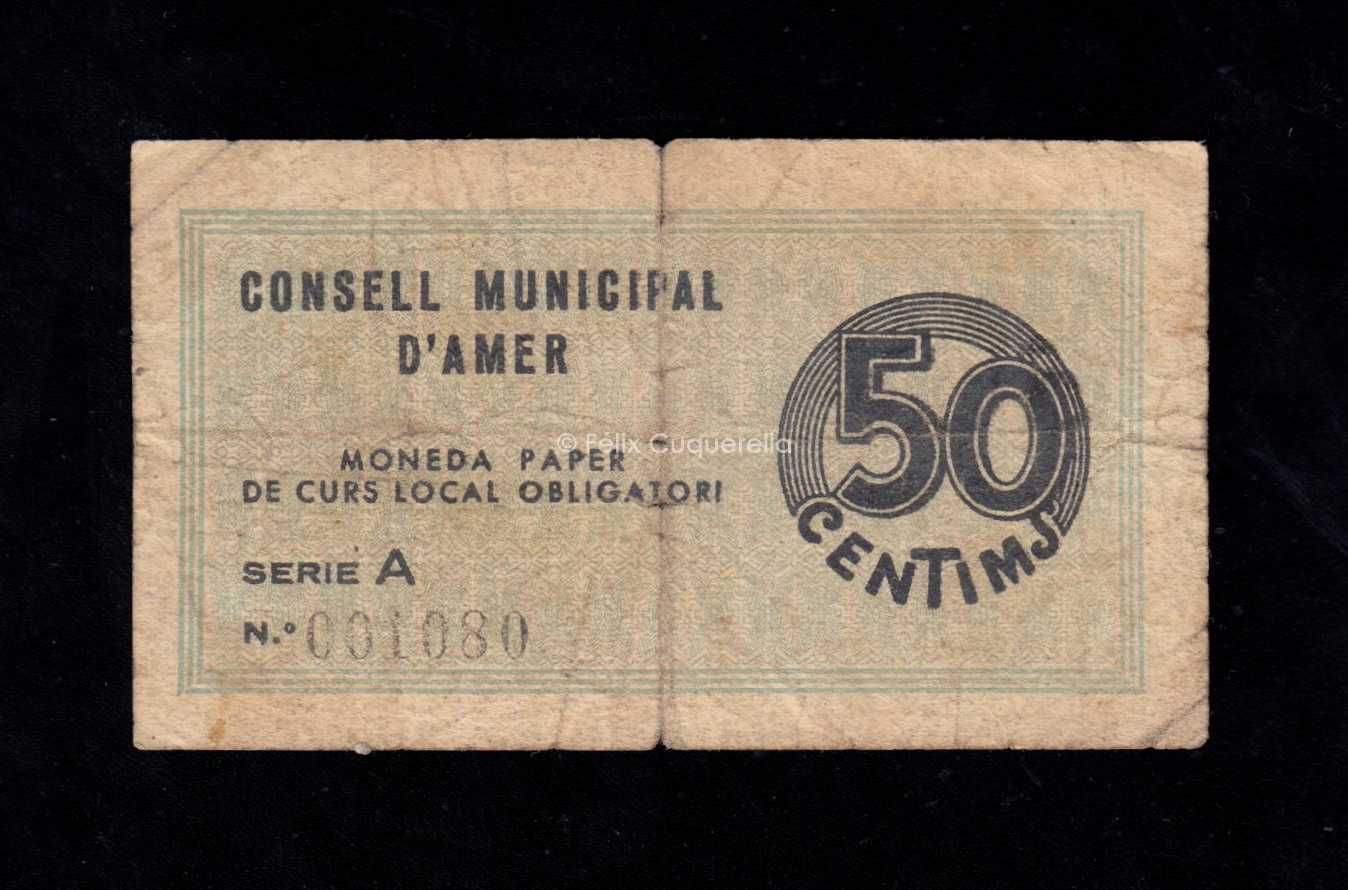 CONSELL MUNICIPAL
D'AMER
MONEDA PAPER
DE CURS LOCAL OBLIGATORI
SERIE A
N.º 001080
50
CENTIMS
© Fèlix Cuquerella